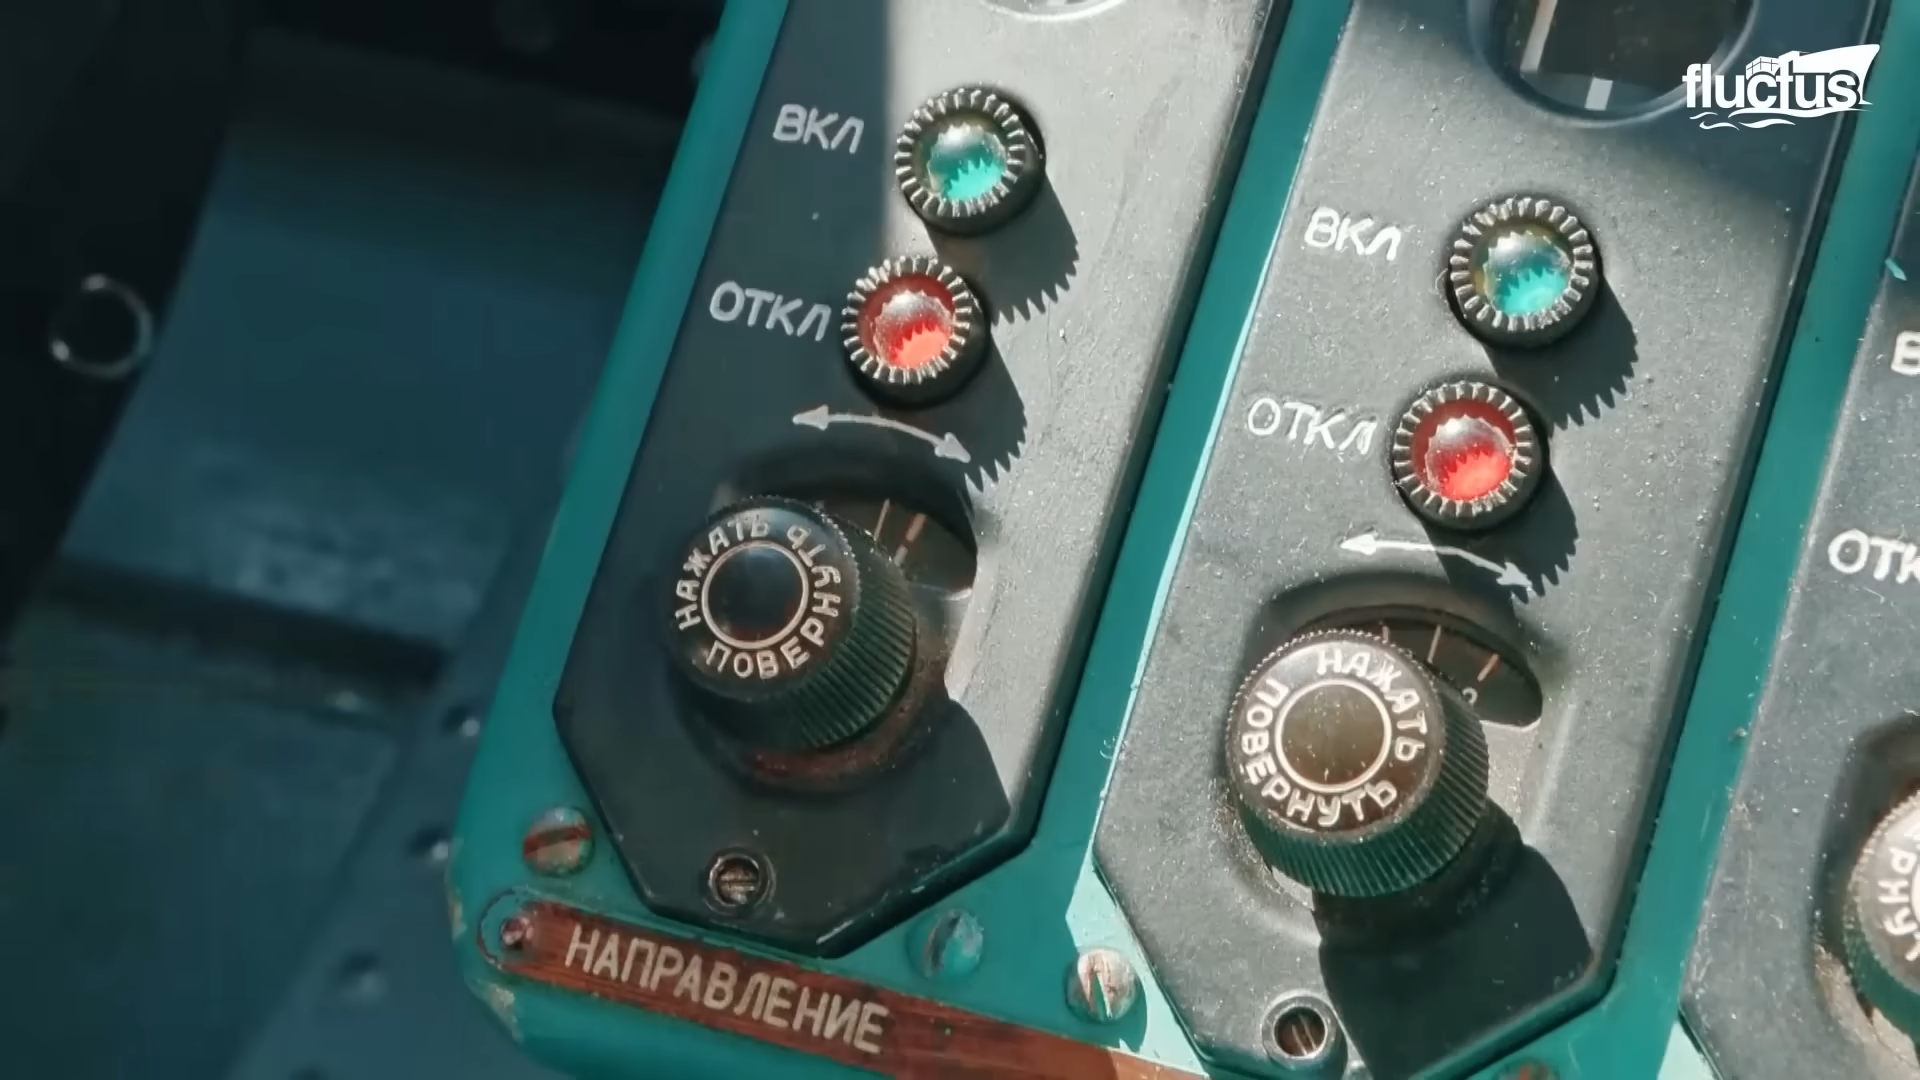 fluctus
ВКЛ
ОТКЛ
НАЖАТЬ ПОВЕРНУТЬ
НАПРАВЛЕНИЕ
ВКЛ
ОТКЛ
НАЖАТЬ ПОВЕРНУТЬ